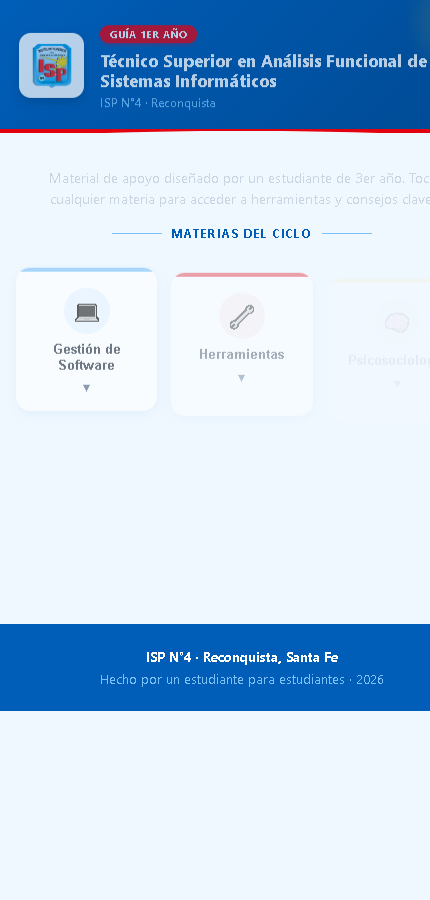 GUÍA 1ER AÑO
Técnico Superior en Análisis Funcional de
Sistemas Informáticos
ISP N°4 · Reconquista
Isp
Material de apoyo diseñado por un estudiante de 3er año. Toc
cualquier materia para acceder a herramientas y consejos clave
MATERIAS DEL CICLO
Gestión de
Software
▼
Herramientas
▼
Psicosociolog
▼
ISP N°4 · Reconquista, Santa Fe
Hecho por un estudiante para estudiantes · 2026